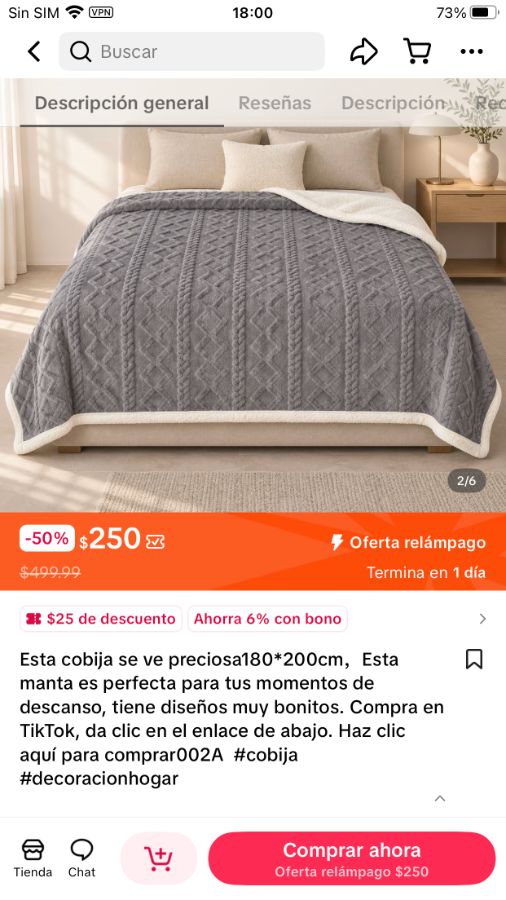 Sin SIM VPN 18:00 73%
Buscar
Descripción general Reseñas Descripción
2/6
-50% $250 Oferta relámpago
$499.99 Termina en 1 día
$25 de descuento Ahorra 6% con bono
Esta cobija se ve preciosa180*200cm，Esta
manta es perfecta para tus momentos de
descanso, tiene diseños muy bonitos. Compra en
TikTok, da clic en el enlace de abajo. Haz clic
aquí para comprar002A #cobija
#decoracionhogar
Tienda Chat Comprar ahora
Oferta relámpago $250